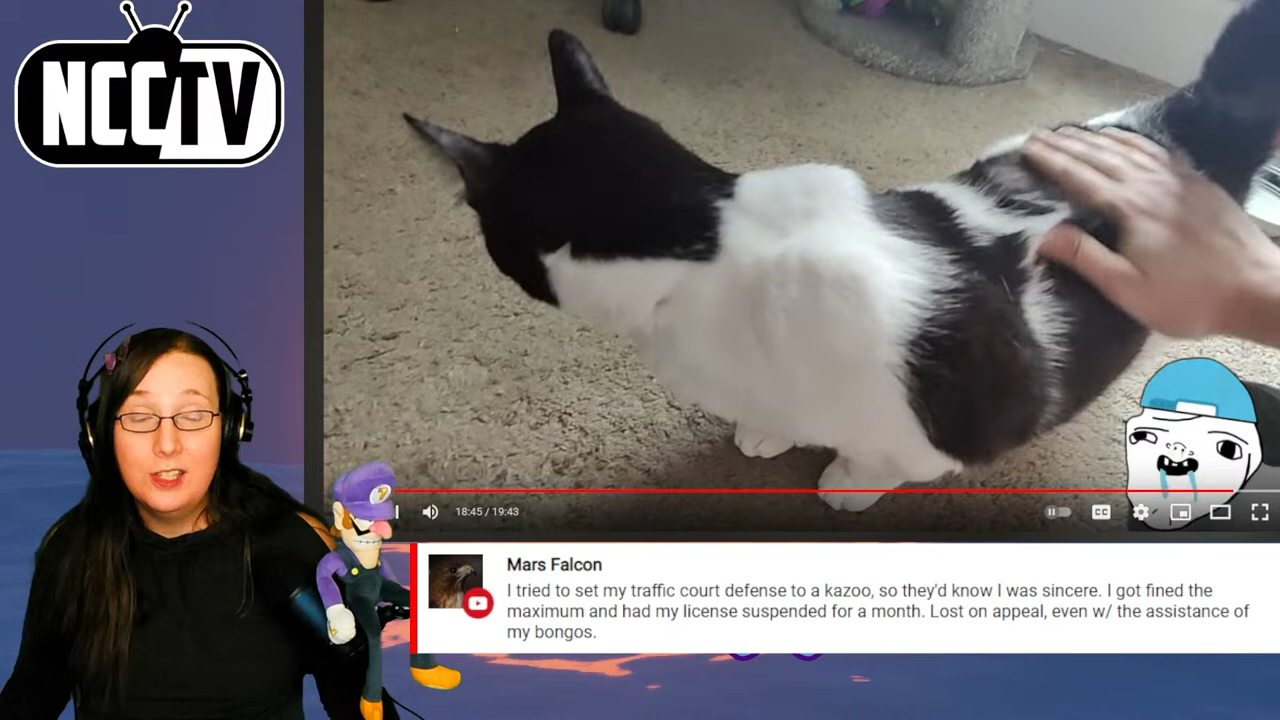 NCCTV
18:45 / 19:43
CC
Mars Falcon
I tried to set my traffic court defense to a kazoo, so they'd know I was sincere. I got fined the
maximum and had my license suspended for a month. Lost on appeal, even w/ the assistance of
my bongos.